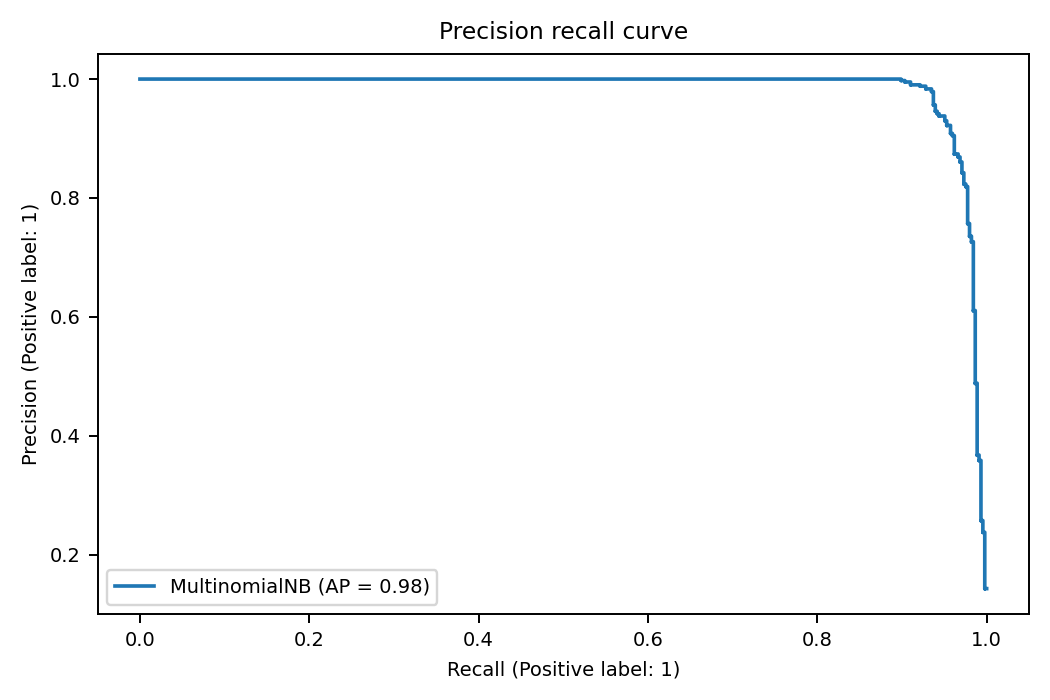 Precision recall curve
1.0
0.8
0.6
0.4
0.2
Precision (Positive label: 1)
MultinomialNB (AP = 0.98)
0.0 0.2 0.4 0.6 0.8 1.0
Recall (Positive label: 1)